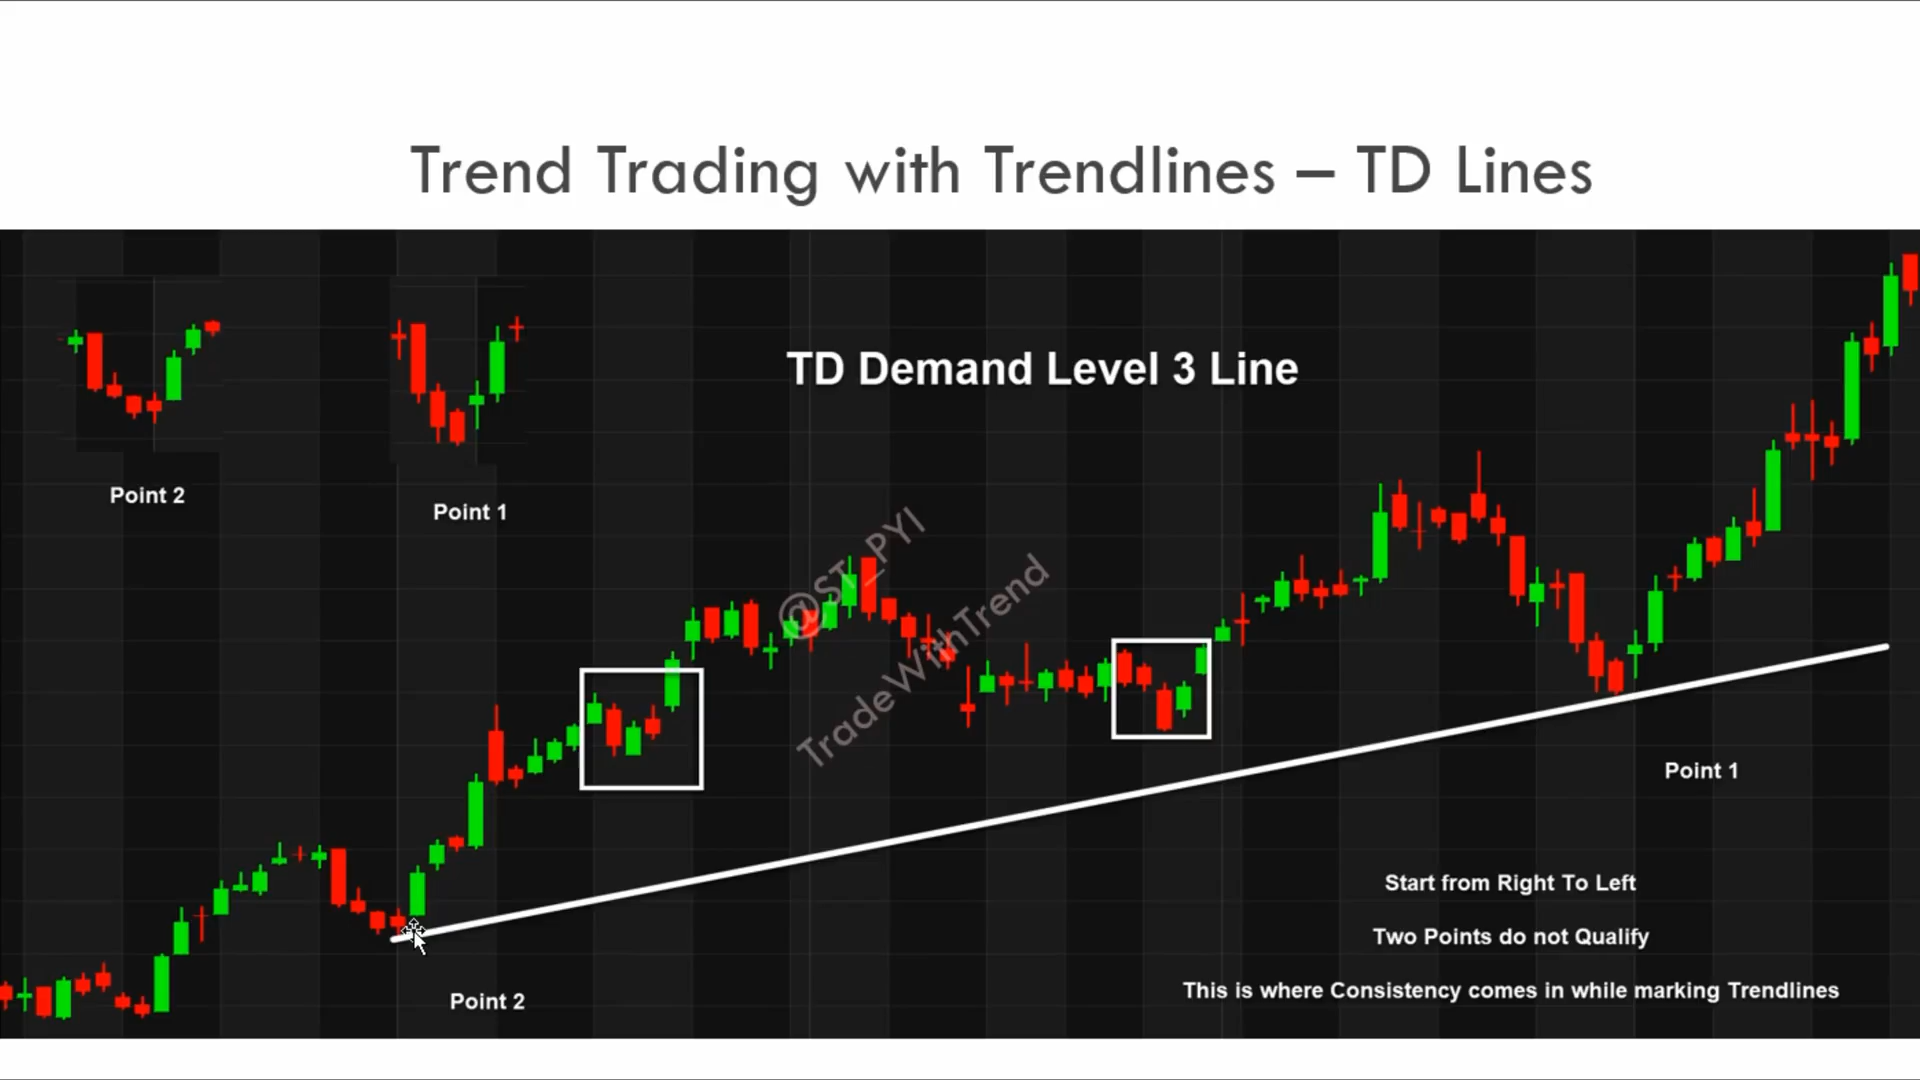 Trend Trading with Trendlines – TD Lines
TD Demand Level 3 Line
Point 2
Point 1
@ST_PYI
TradeWithTrend
Point 1
Start from Right To Left
Two Points do not Qualify
This is where Consistency comes in while marking Trendlines
Point 2